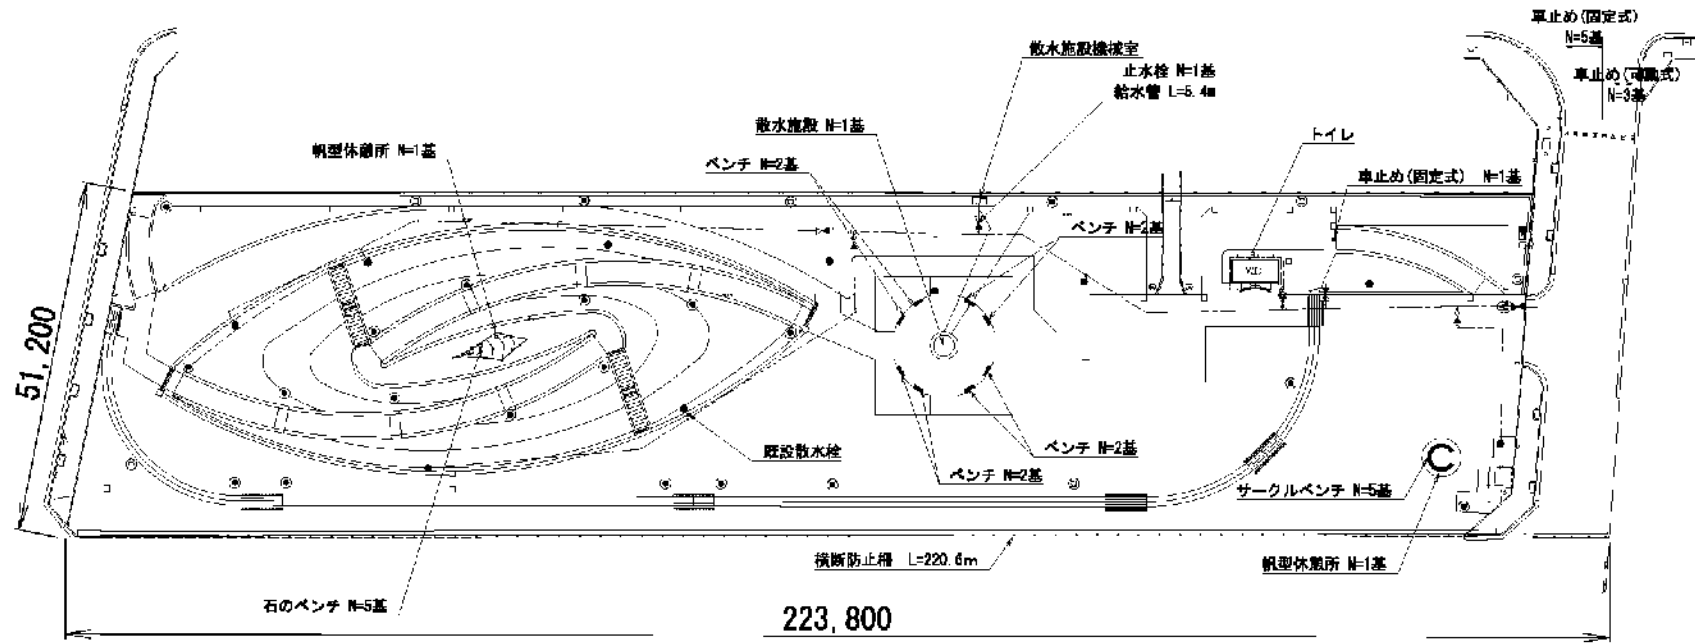 車止め(固定式)
N=5基
散水施設機械室
止水栓 N=1基
給水管 L=5.4m
車止め(可動式)
N=3基
散水施設 N=1基
トイレ
帆型休憩所 N=1基
ベンチ N=2基
車止め(固定式) N=1基
ベンチ N=2基
51,200
既設散水栓
ベンチ N=2基
ベンチ N=2基
サークルベンチ N=5基
横断防止柵 L=220.6m
帆型休憩所 N=1基
石のベンチ N=5基
223,800